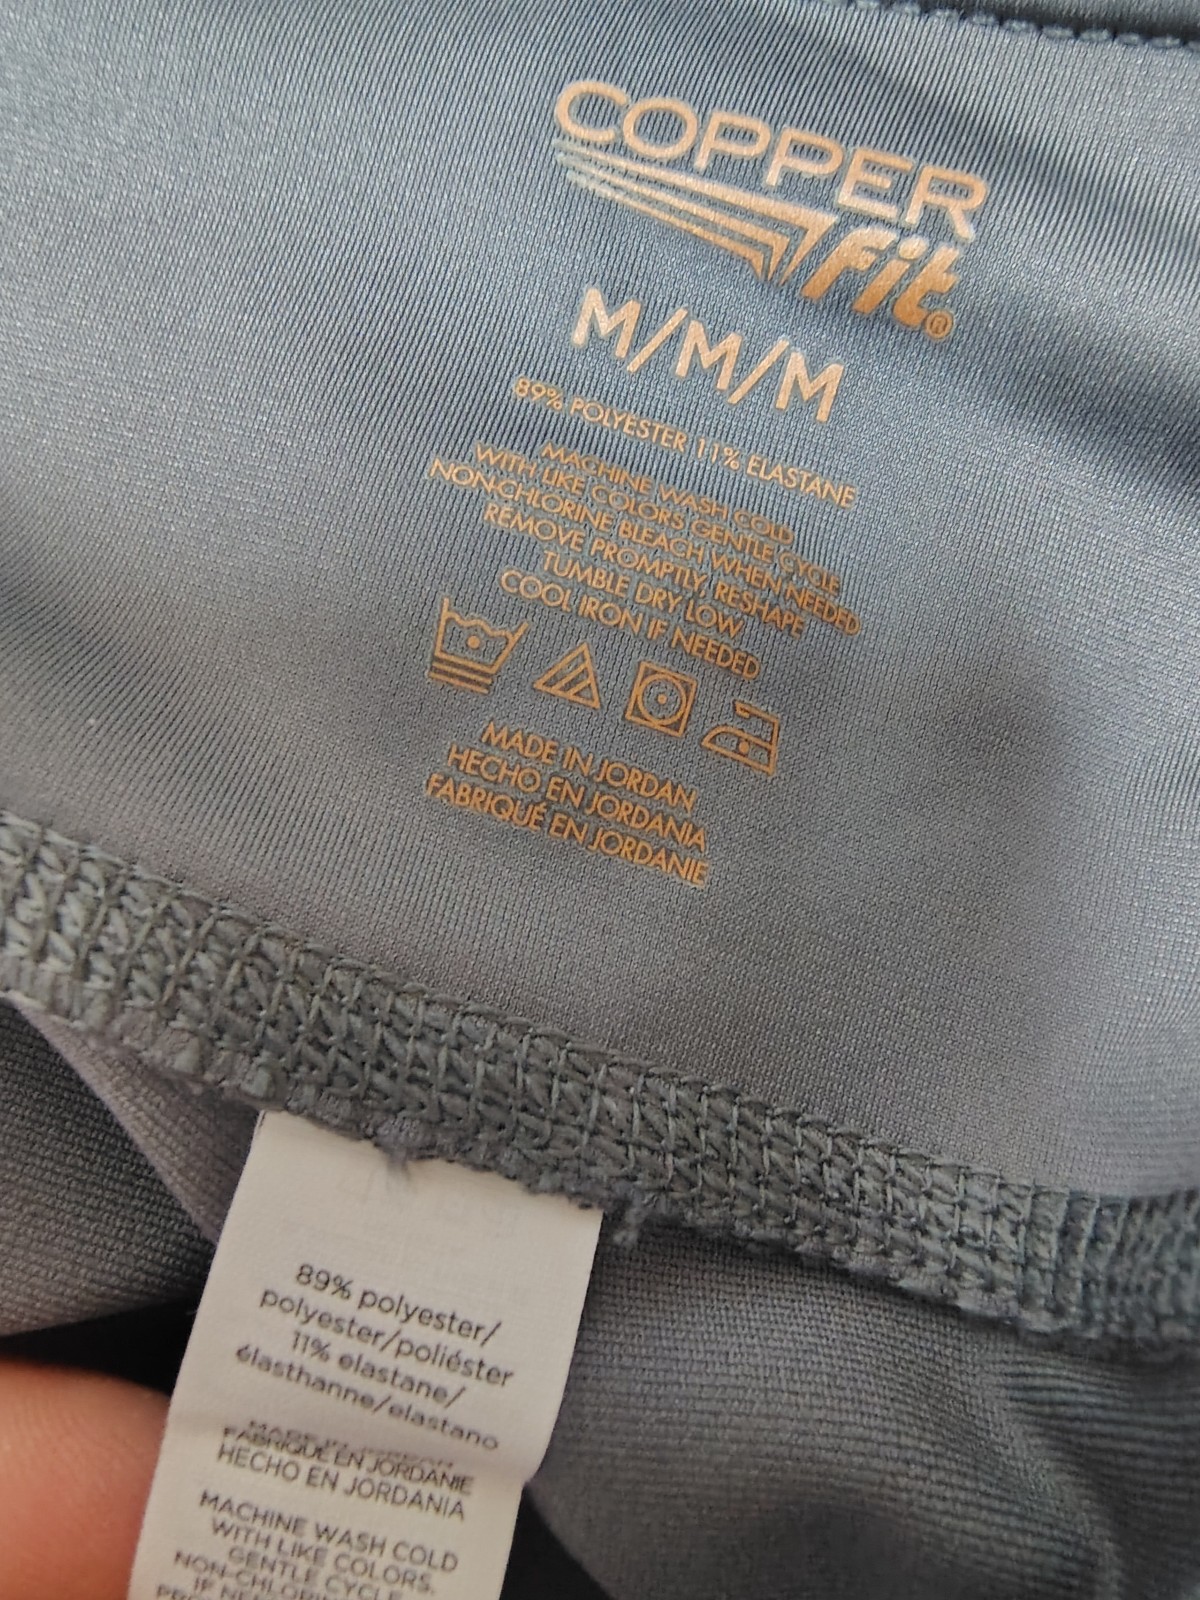 COPPER
fit®
M/M/M
89% POLYESTER 11% ELASTANE
MACHINE WASH COLD
WITH LIKE COLORS GENTLE CYCLE
NON-CHLORINE BLEACH WHEN NEEDED
REMOVE PROMPTLY, RESHAPE
TUMBLE DRY LOW
COOL IRON IF NEEDED
MADE IN JORDAN
HECHO EN JORDANIA
FABRIQUÉ EN JORDANIE
89% polyester/
polyester/poliéster
11% elastane/
élasthanne/elastano
MADE IN JORDAN
FABRIQUÉ EN JORDANIE
HECHO EN JORDANIA
MACHINE WASH COLD
WITH LIKE COLORS.
GENTLE CYCLE